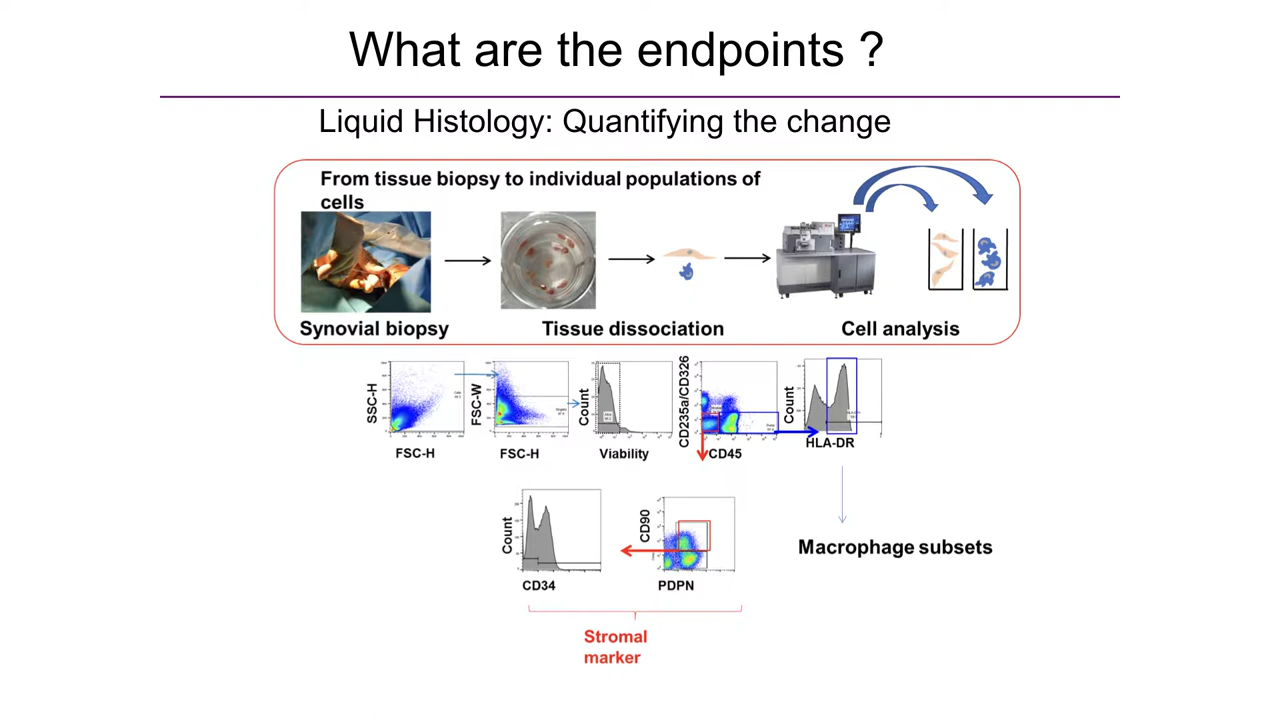 What are the endpoints ?
Liquid Histology: Quantifying the change
From tissue biopsy to individual populations of
cells
Synovial biopsy
Tissue dissociation
Cell analysis
SSC-H
FSC-H
FSC-W
FSC-H
Count
Viability
CD235a/CD326
CD45
Count
HLA-DR
Count
CD34
CD90
PDPN
Macrophage subsets
Stromal
marker